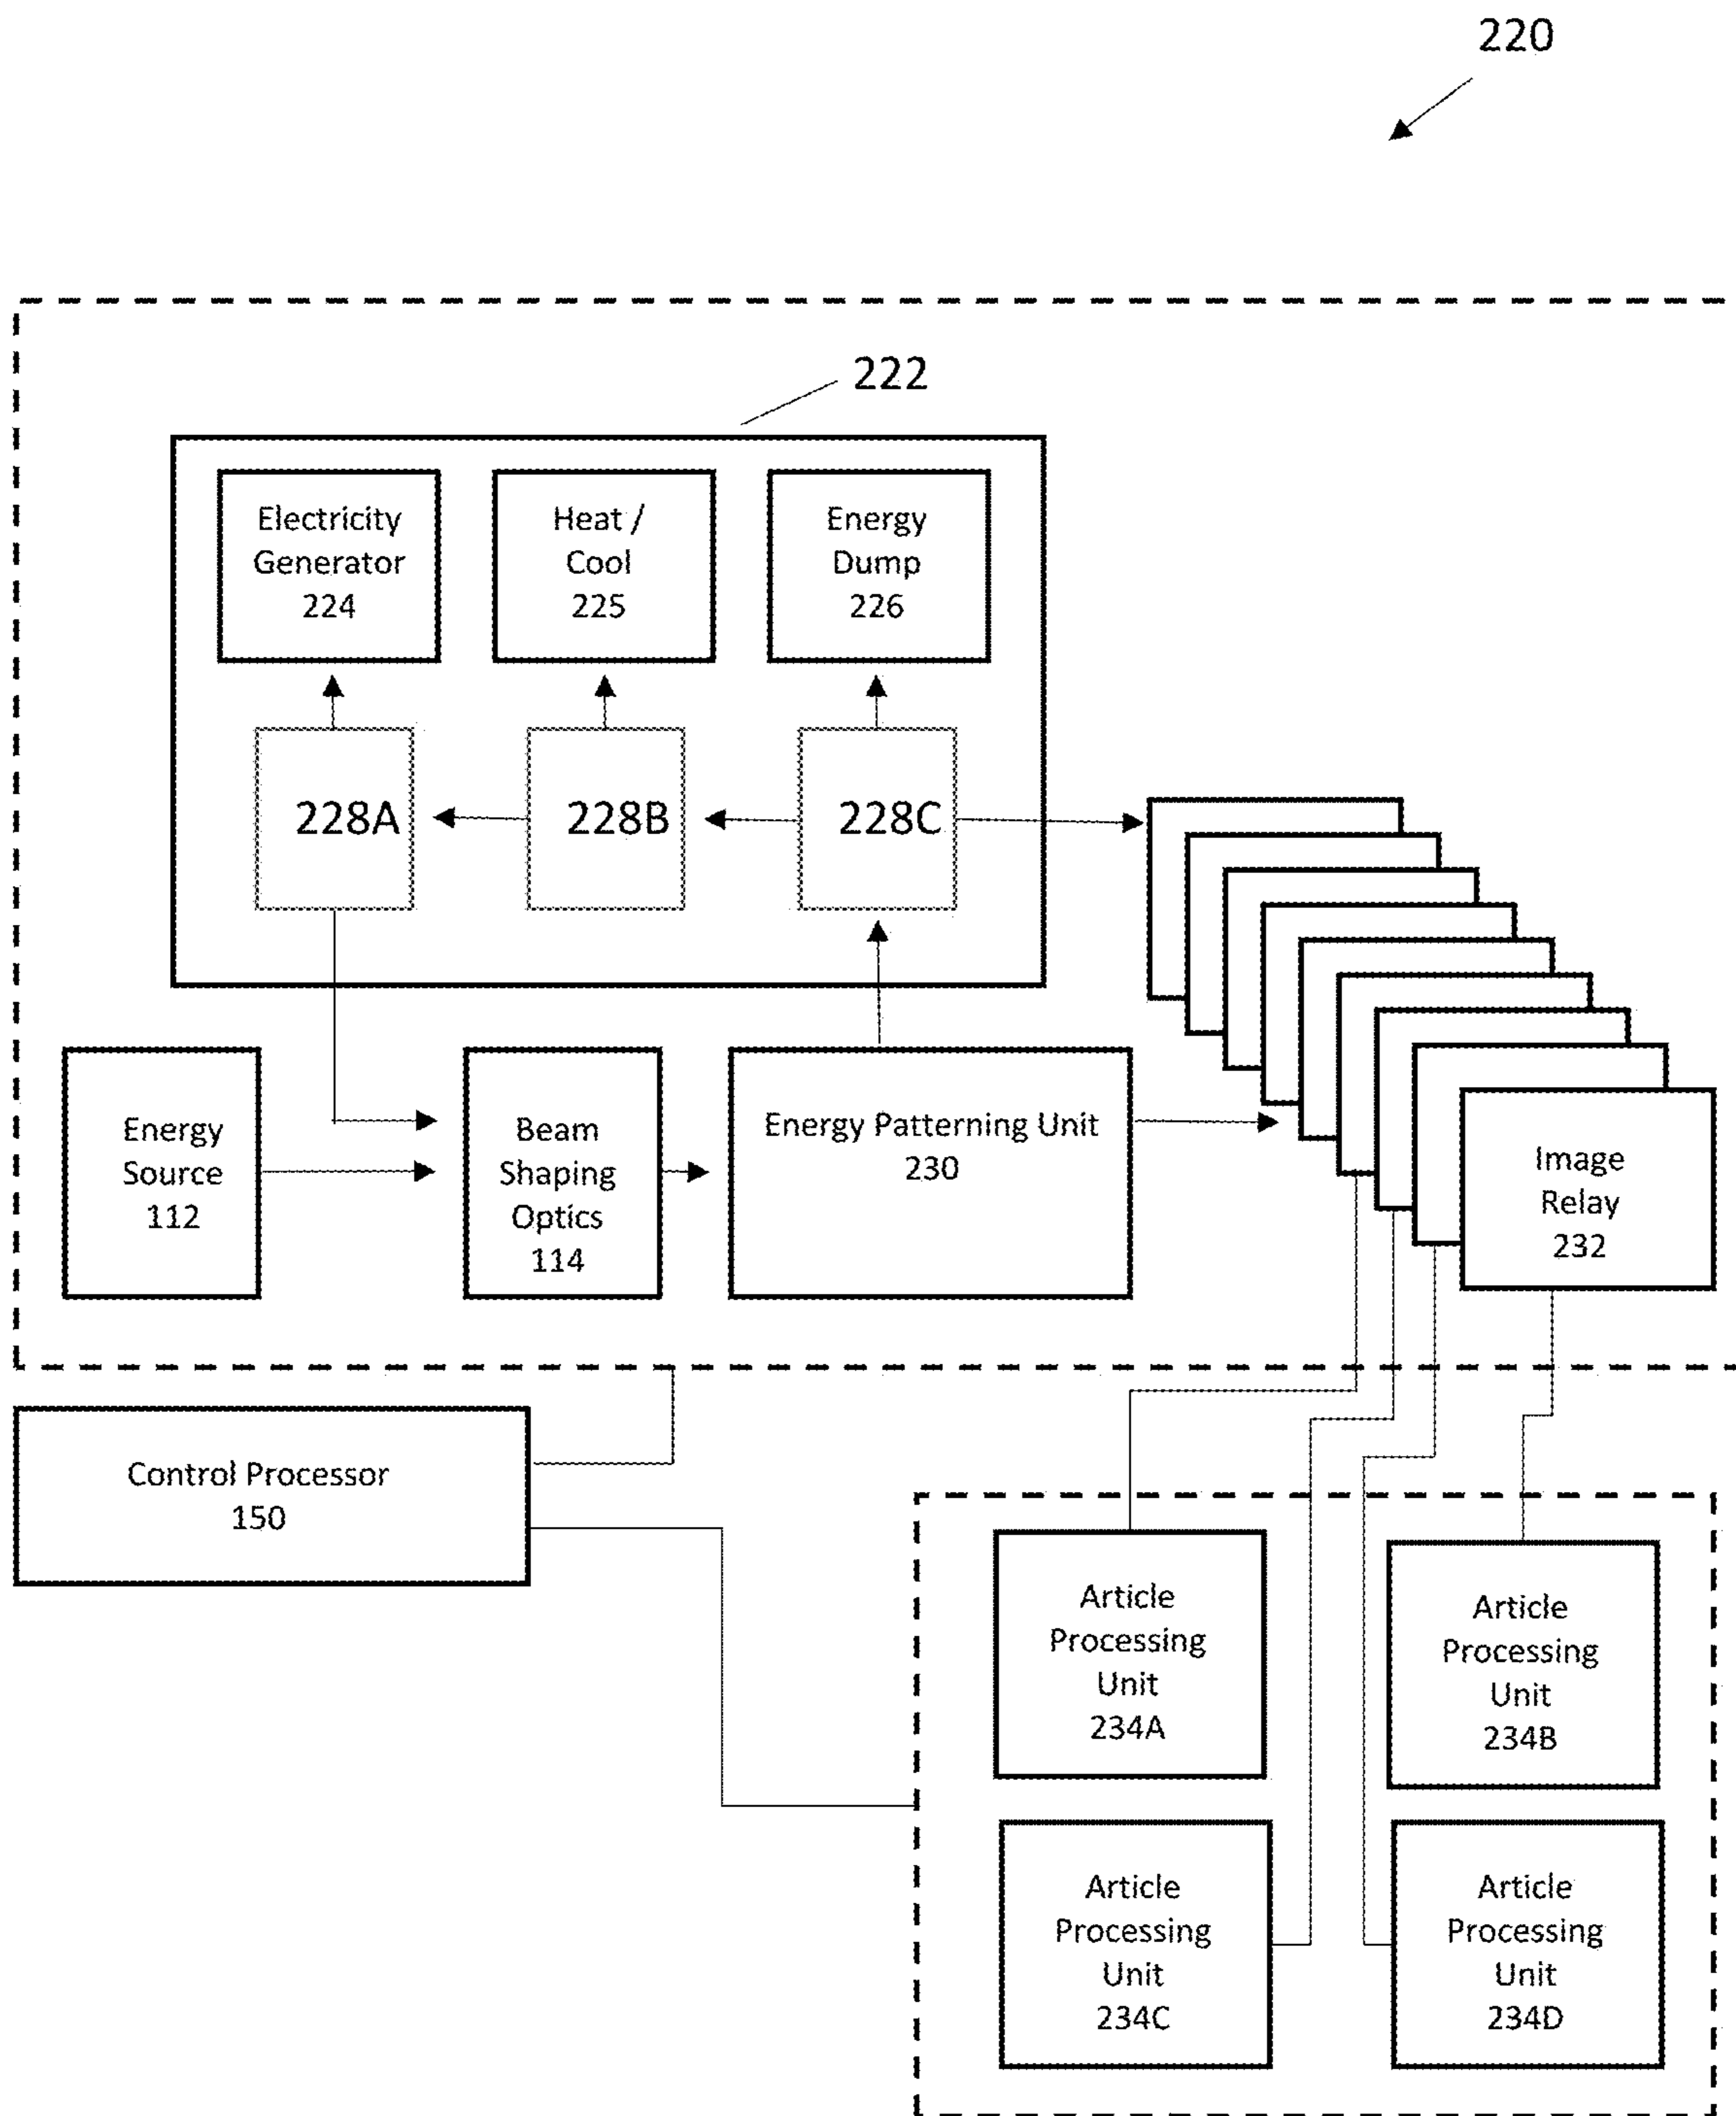 220
222
Electricity
Generator
224
Heat /
Cool
225
Energy
Dump
226
228A
228B
228C
Energy
Source
112
Beam
Shaping
Optics
114
Energy Patterning Unit
230
Image
Relay
232
Control Processor
150
Article
Processing
Unit
234A
Article
Processing
Unit
234B
Article
Processing
Unit
234C
Article
Processing
Unit
234D